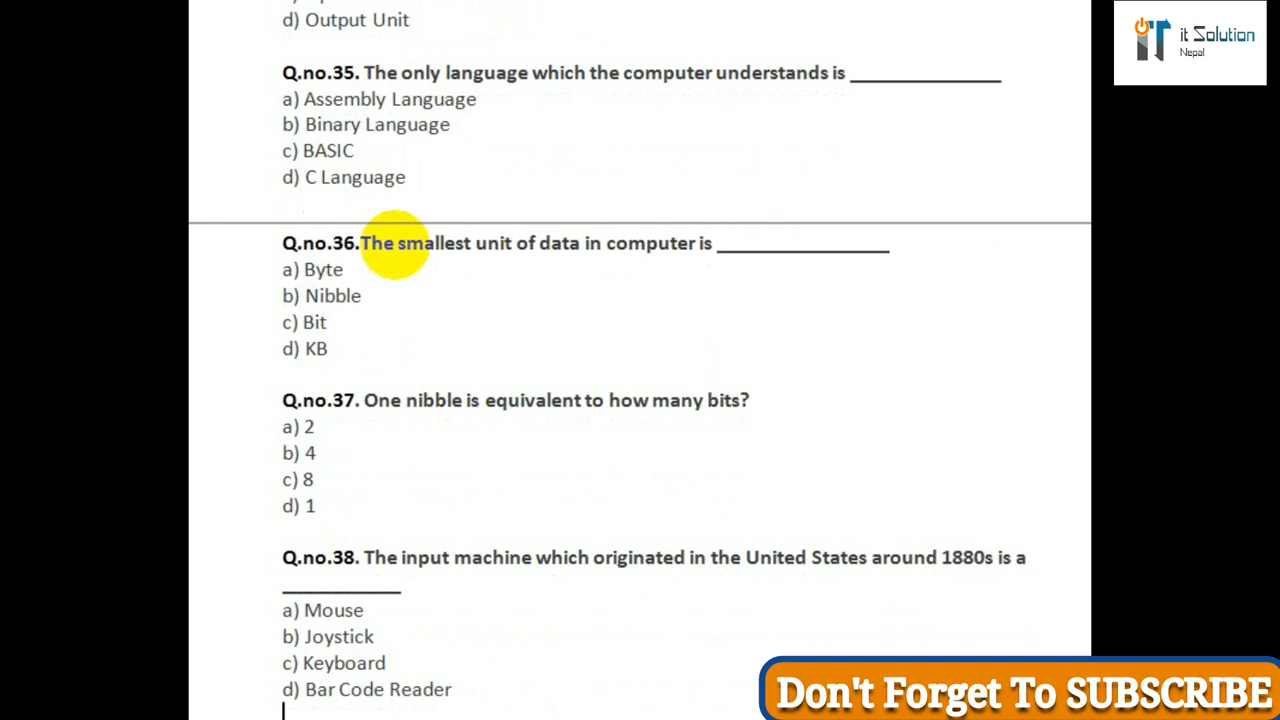 d) Output Unit
it Solution
Nepal
Q.no.35. The only language which the computer understands is _______________
a) Assembly Language
b) Binary Language
c) BASIC
d) C Language
Q.no.36.The smallest unit of data in computer is _________________
a) Byte
b) Nibble
c) Bit
d) KB
Q.no.37. One nibble is equivalent to how many bits?
a) 2
b) 4
c) 8
d) 1
Q.no.38. The input machine which originated in the United States around 1880s is a
____________
a) Mouse
b) Joystick
c) Keyboard
d) Bar Code Reader
Don't Forget To SUBSCRIBE